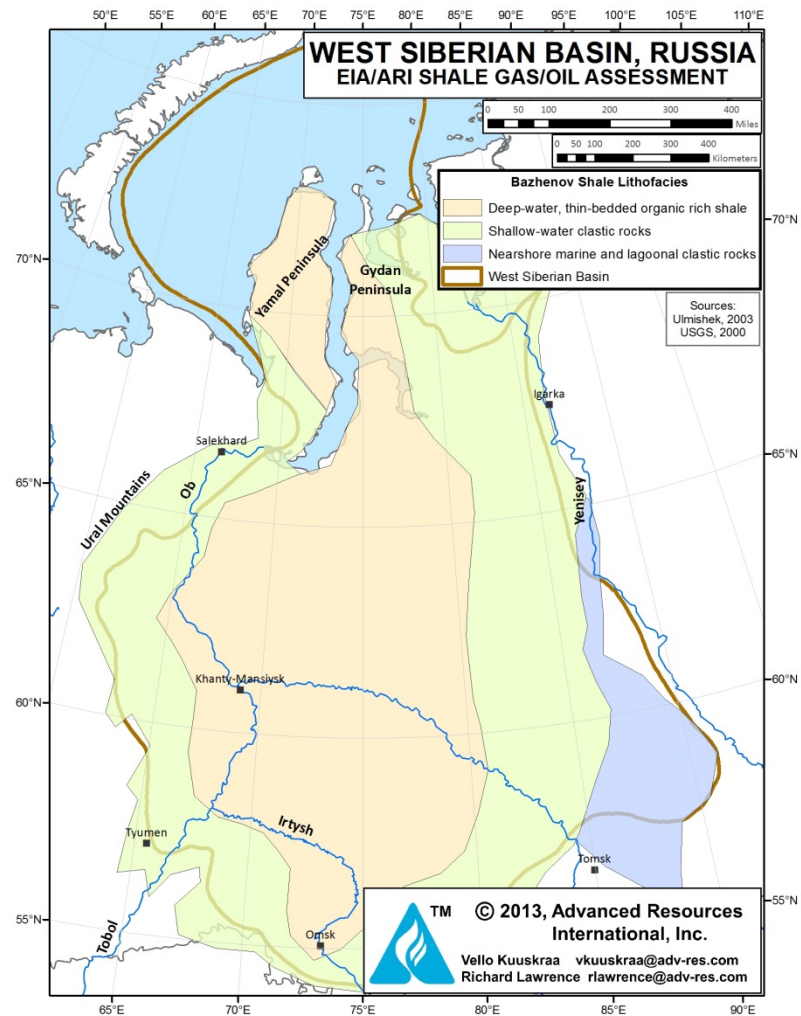 50°E 55°E 60°E 65°E 70°E 75°E 80°E 85°E 90°E 95°E 100°E 105°E 110°E
WEST SIBERIAN BASIN, RUSSIA
EIA/ARI SHALE GAS/OIL ASSESSMENT
0 50 100 200 300 400
Miles
0 50 100 200 300 400
Kilometers
Bazhenov Shale Lithofacies
Deep-water, thin-bedded organic rich shale
Shallow-water clastic rocks
Nearshore marine and lagoonal clastic rocks
West Siberian Basin
Sources:
Ulmishek, 2003
USGS, 2000
70°N
70°N
Yamal Peninsula
Gydan
Peninsula
Igarka
Salekhard
65°N
65°N
Ural Mountains
Ob
Yenisey
Khanty-Mansiysk
60°N
60°N
Irtysh
Tyumen
Tomsk
55°N
55°N
Tobol
Omsk
TM
© 2013, Advanced Resources
International, Inc.
Vello Kuuskraa vkuuskraa@adv-res.com
Richard Lawrence rlawrence@adv-res.com
65°E 70°E 75°E 80°E 85°E 90°E